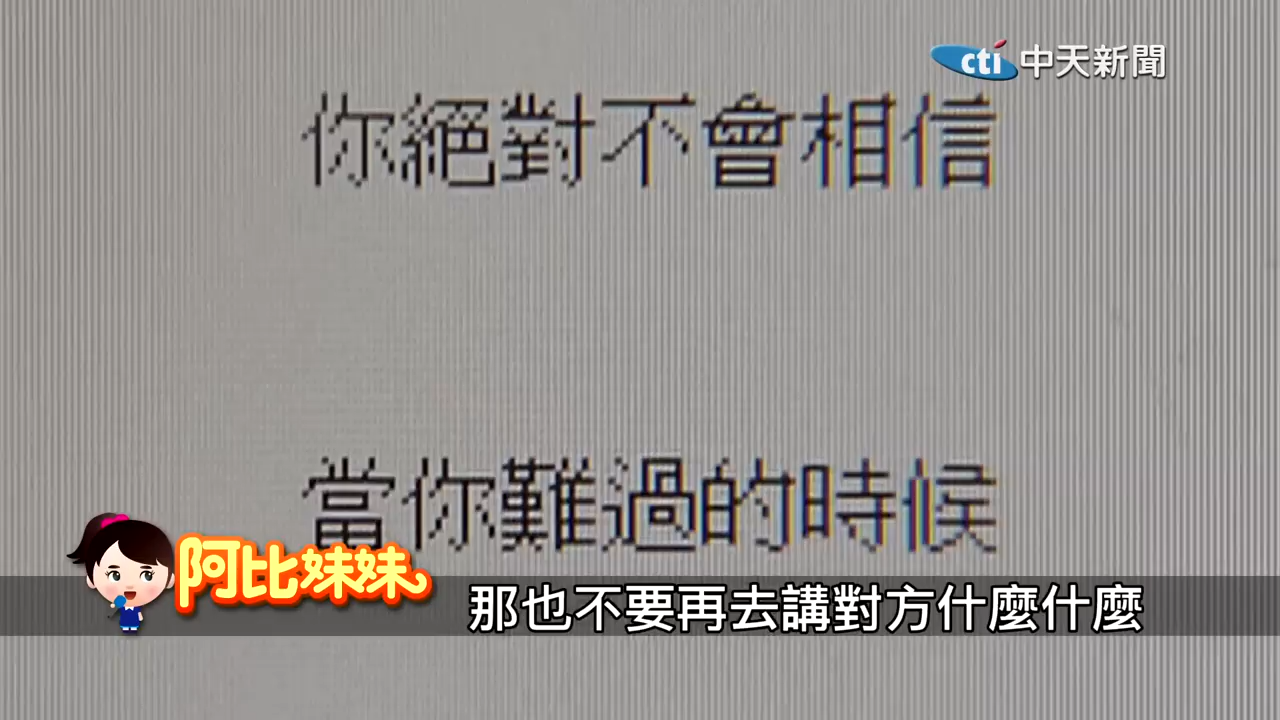 cti 中天新聞
你絕對不會相信
當你難過的時候
阿比妹妹
那也不要再去講對方什麼什麼